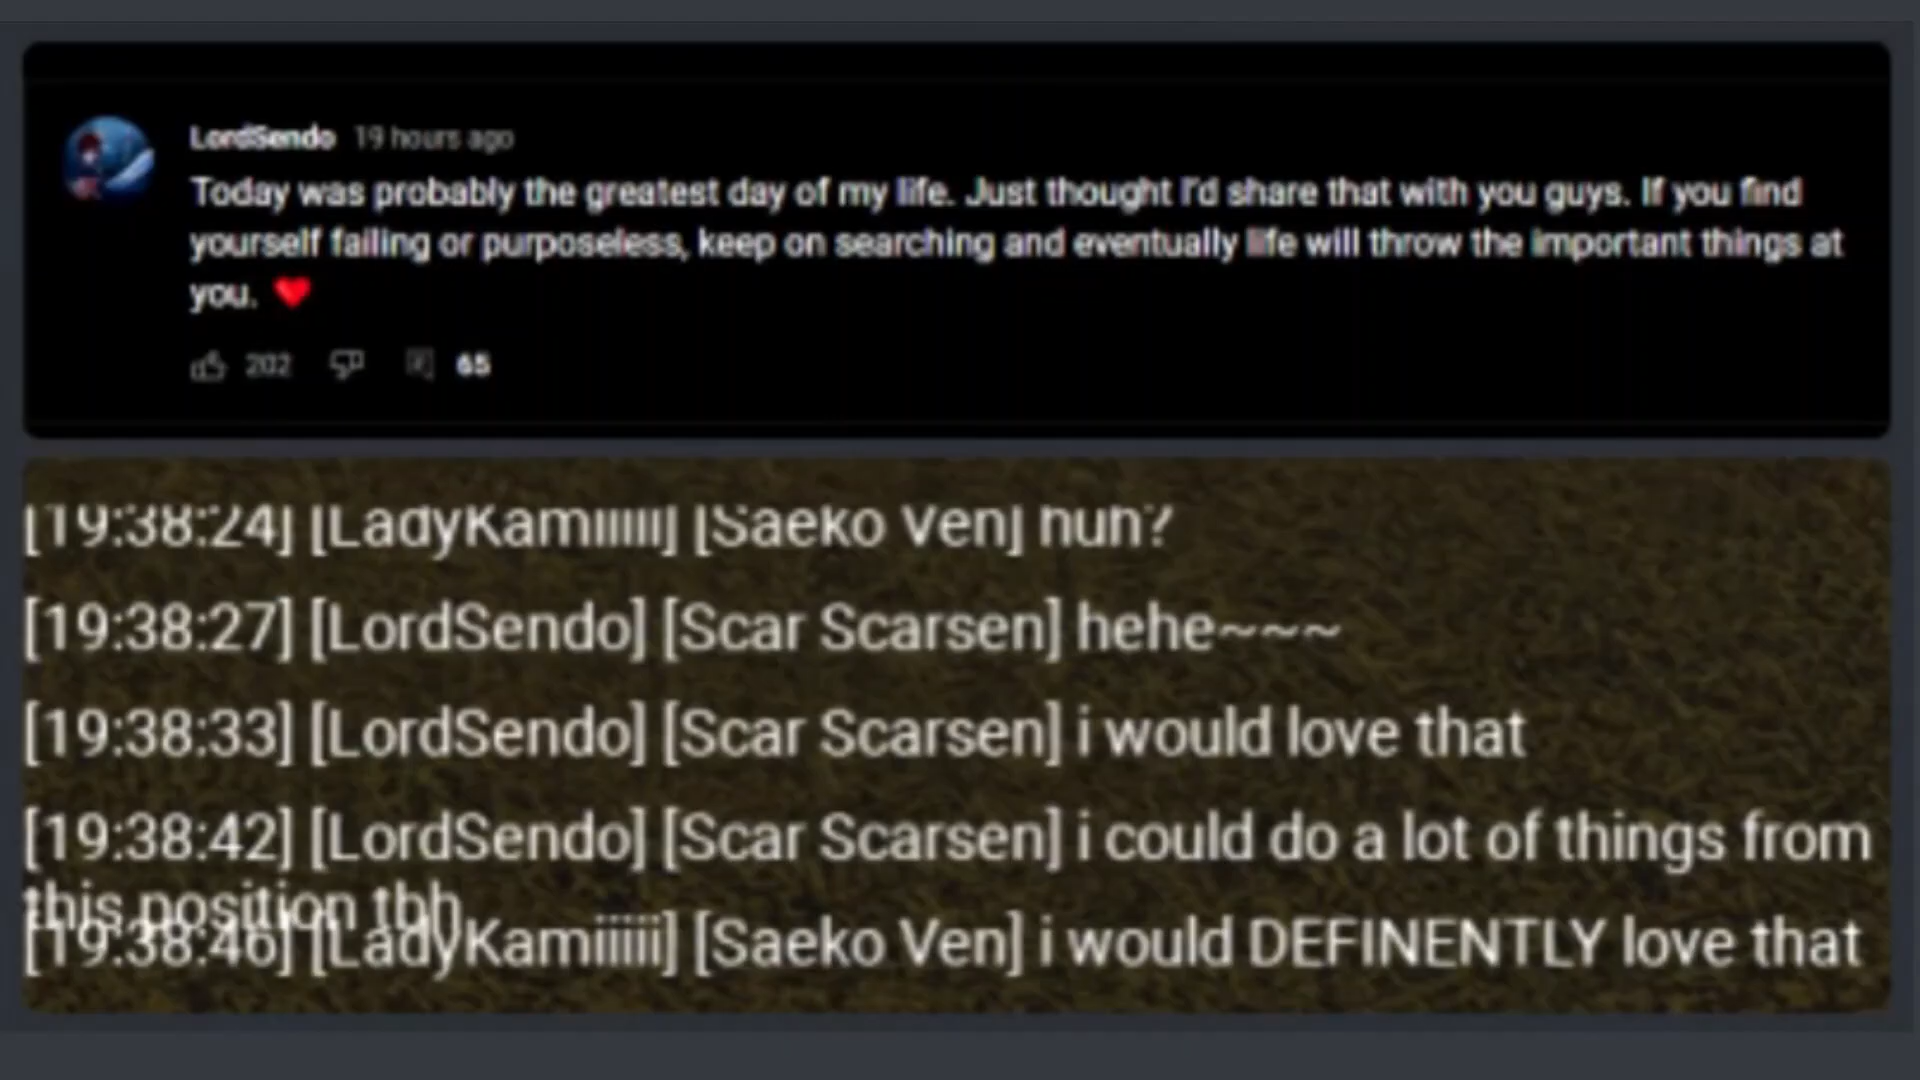 LordSendo 19 hours ago
Today was probably the greatest day of my life. Just thought I'd share that with you guys. If you find
yourself failing or purposeless, keep on searching and eventually life will throw the important things at
you. ❤
202 65
[19:38:24] [LadyKamiiiii] [Saeko Ven] huh?
[19:38:27] [LordSendo] [Scar Scarsen] hehe~~~
[19:38:33] [LordSendo] [Scar Scarsen] i would love that
[19:38:42] [LordSendo] [Scar Scarsen] i could do a lot of things from
this position tbh
[19:38:46] [LadyKamiiiii] [Saeko Ven] i would DEFINENTLY love that